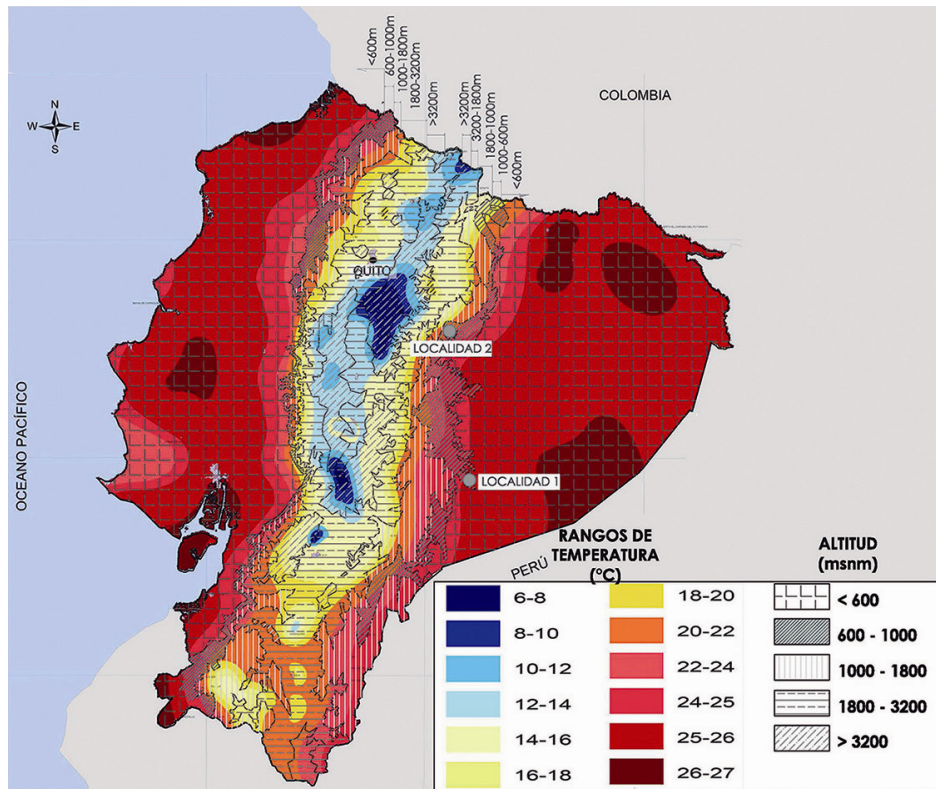 <600m
600-1000m
1000-1800m
1800-3200m
>3200m
>3200m
3200-1800m
1800-1000m
1000-600m
<600m
COLOMBIA
N
W E
S
QUITO
LOCALIDAD 2
OCEANO PACÍFICO
LOCALIDAD 1
PERÚ
RANGOS DE
TEMPERATURA
(°C)
6-8
8-10
10-12
12-14
14-16
16-18
18-20
20-22
22-24
24-25
25-26
26-27
ALTITUD
(msnm)
< 600
600 - 1000
1000 - 1800
1800 - 3200
> 3200